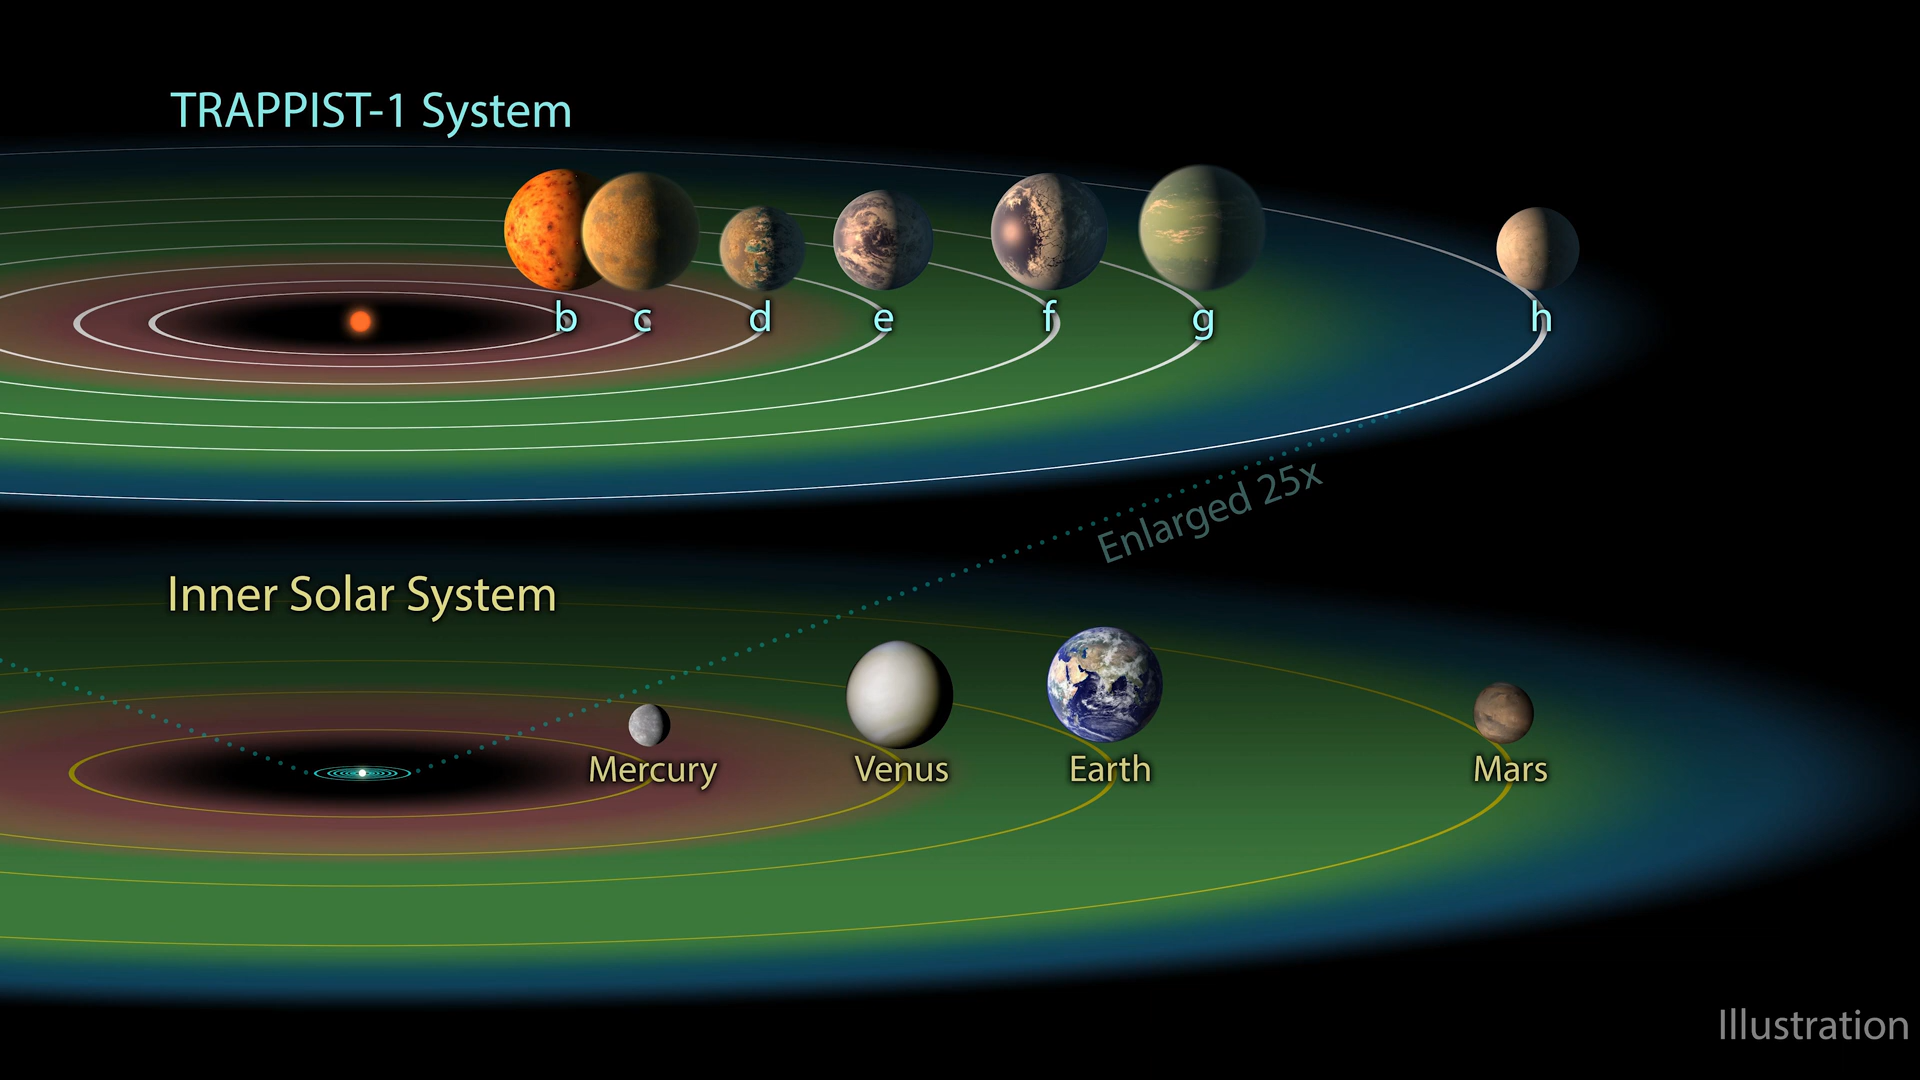 TRAPPIST-1 System
b c d e f g h
Enlarged 25x
Inner Solar System
Mercury Venus Earth Mars
Illustration